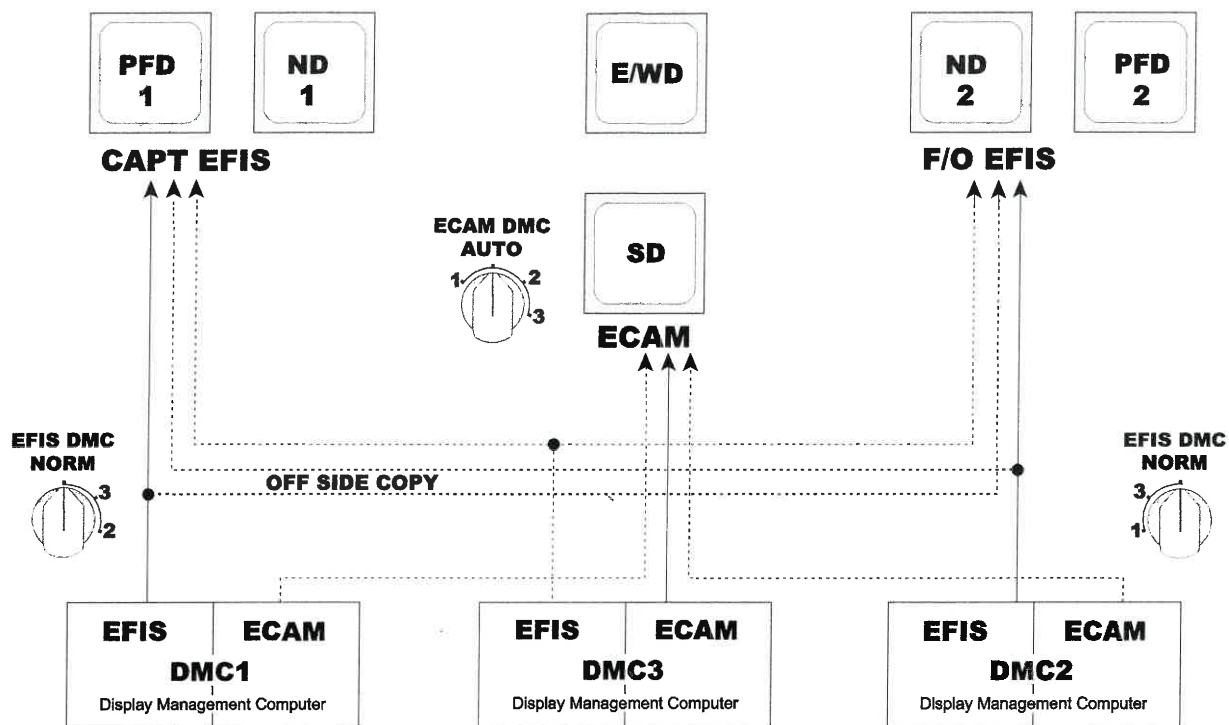 PFD
1
ND
1
E/WD
ND
2
PFD
2
CAPT EFIS
F/O EFIS
ECAM DMC
AUTO
1
2
3
SD
ECAM
EFIS DMC
NORM
3
2
OFF SIDE COPY
EFIS DMC
NORM
3
1
EFIS
ECAM
DMC1
Display Management Computer
EFIS
ECAM
DMC3
Display Management Computer
EFIS
ECAM
DMC2
Display Management Computer